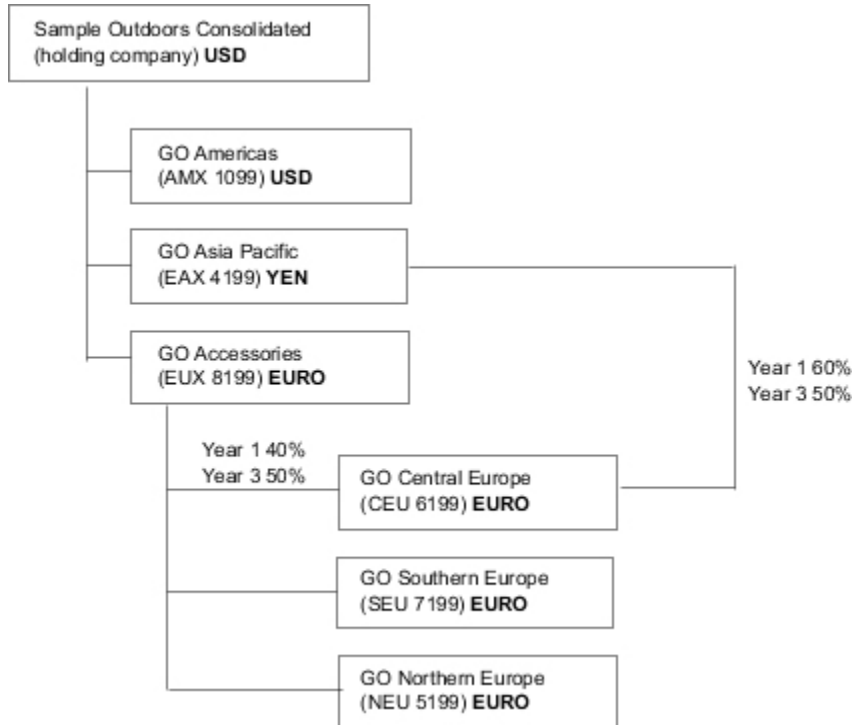 Sample Outdoors Consolidated
(holding company) USD
GO Americas
(AMX 1099) USD
GO Asia Pacific
(EAX 4199) YEN
GO Accessories
(EUX 8199) EURO
Year 1 60%
Year 3 50%
Year 1 40%
Year 3 50%
GO Central Europe
(CEU 6199) EURO
GO Southern Europe
(SEU 7199) EURO
GO Northern Europe
(NEU 5199) EURO